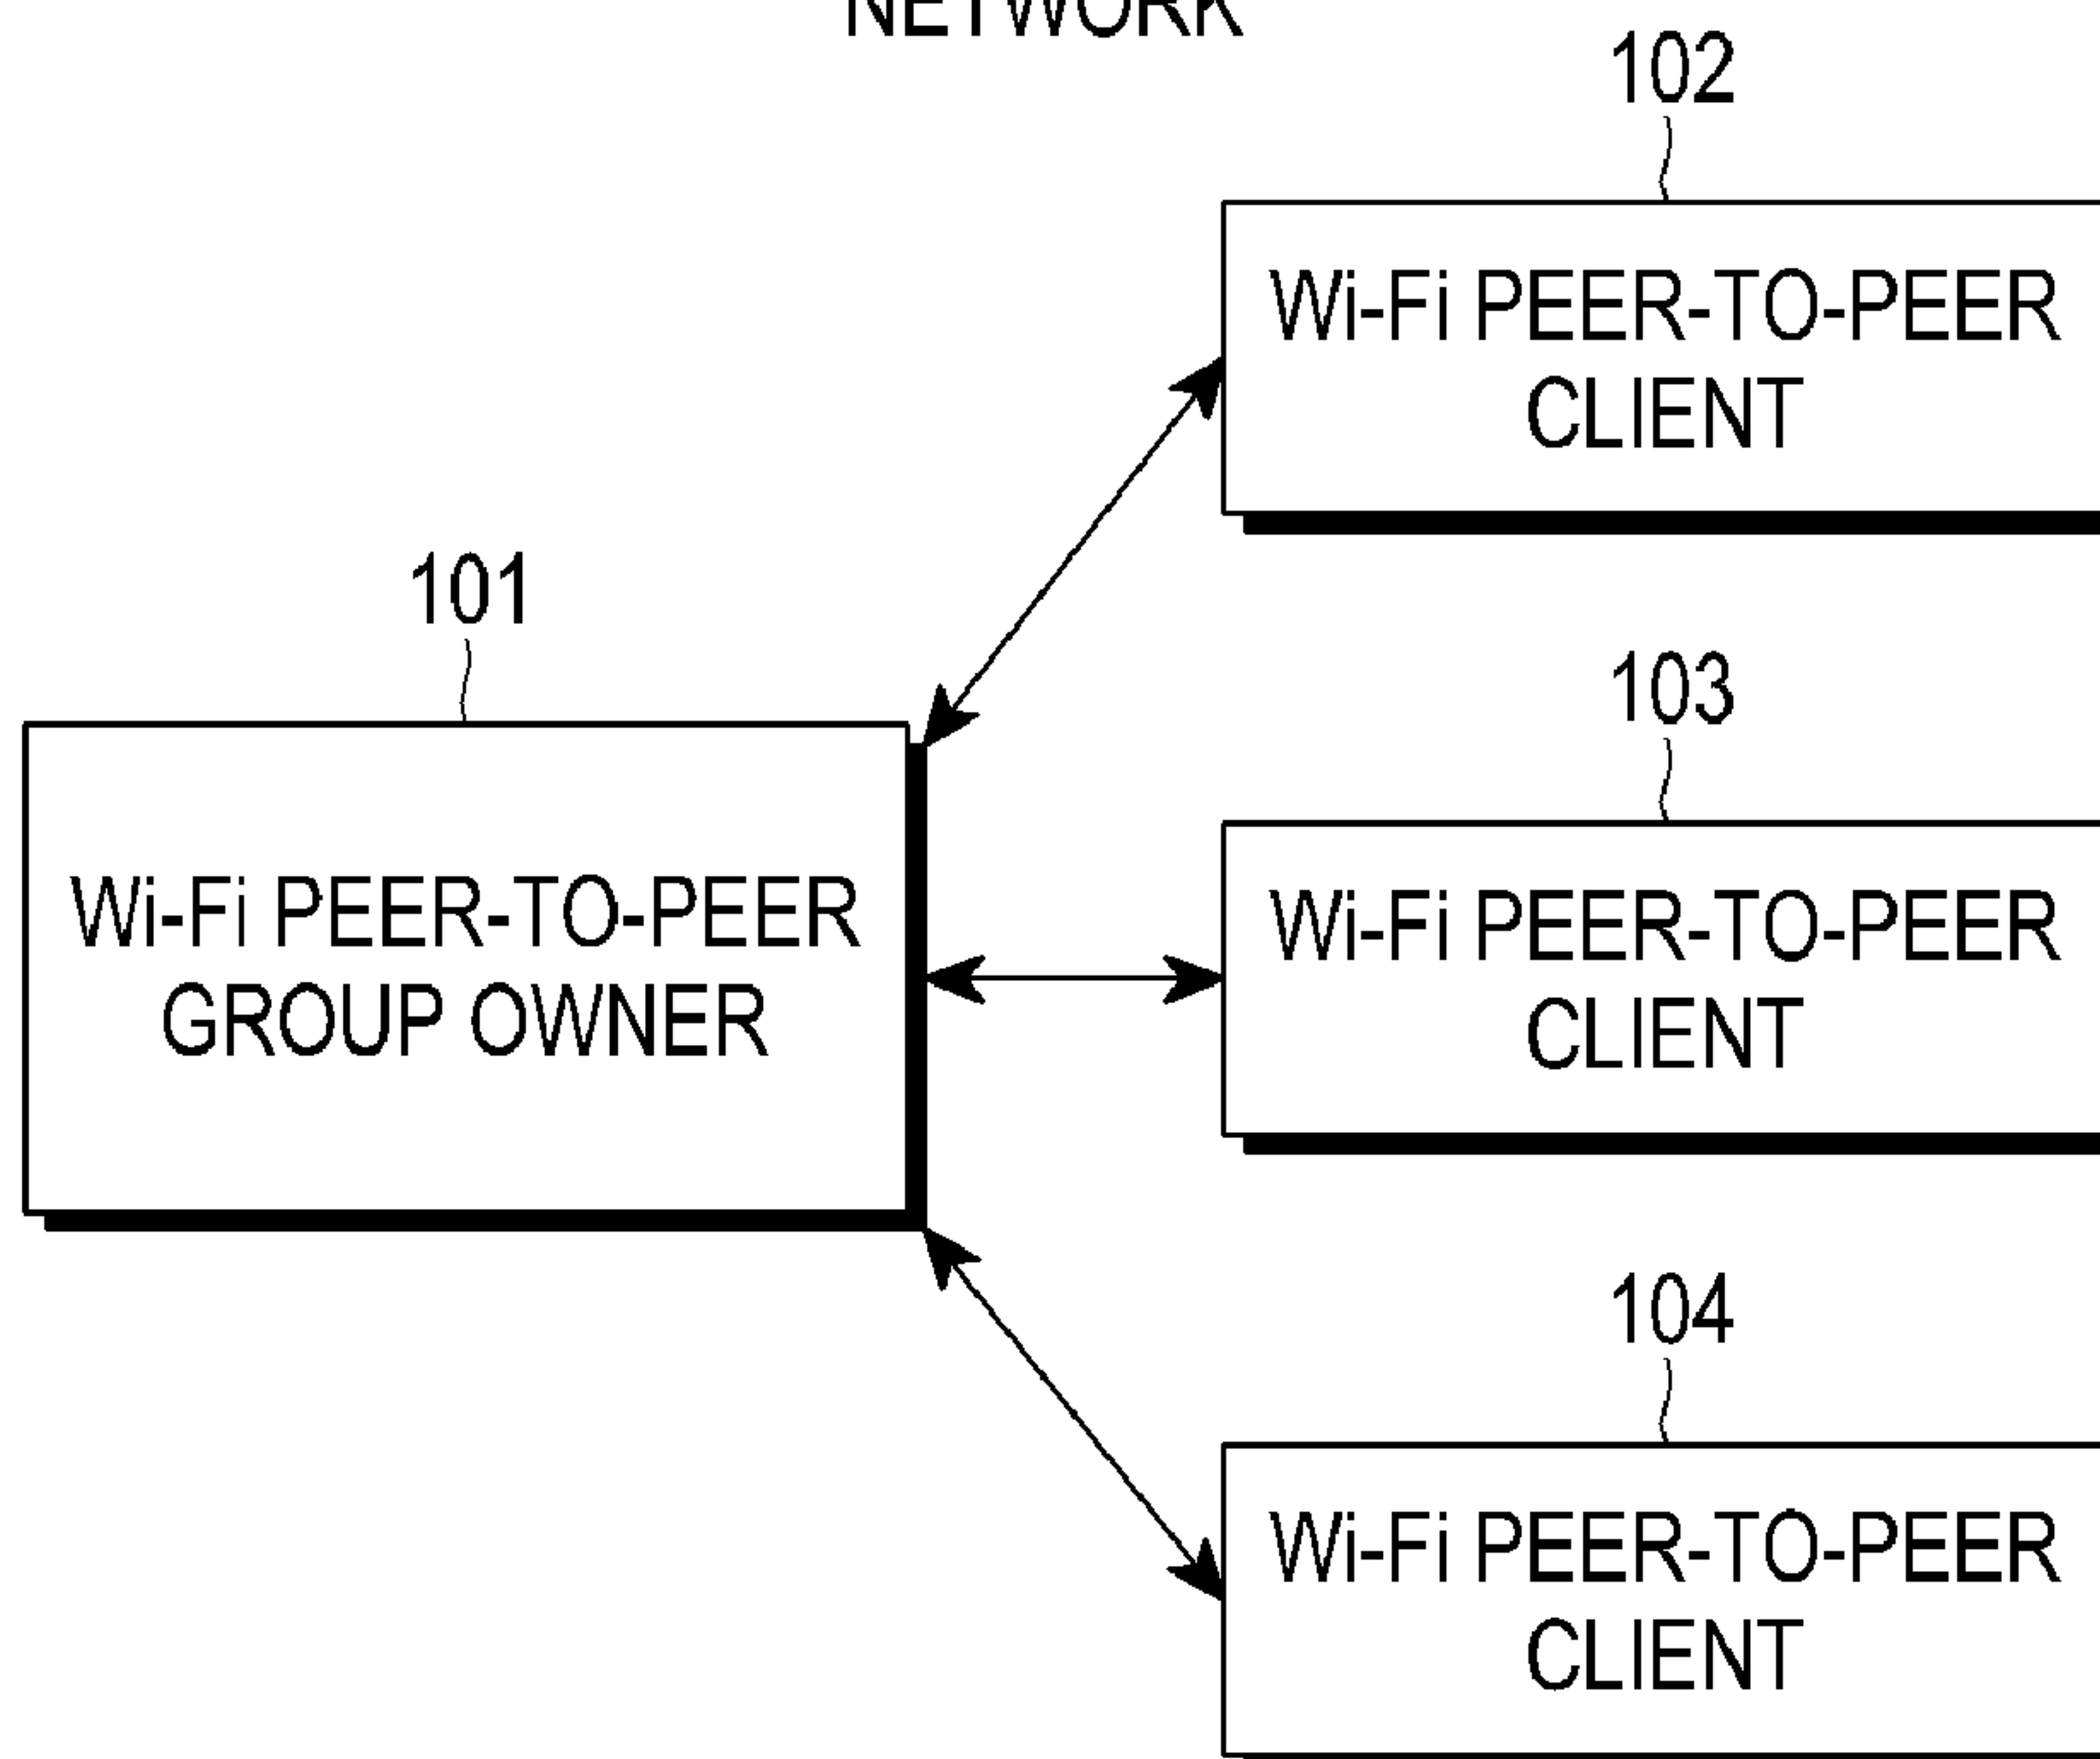 NETWORK
102
Wi-Fi PEER-TO-PEER
CLIENT
101
Wi-Fi PEER-TO-PEER
GROUP OWNER
103
Wi-Fi PEER-TO-PEER
CLIENT
104
Wi-Fi PEER-TO-PEER
CLIENT